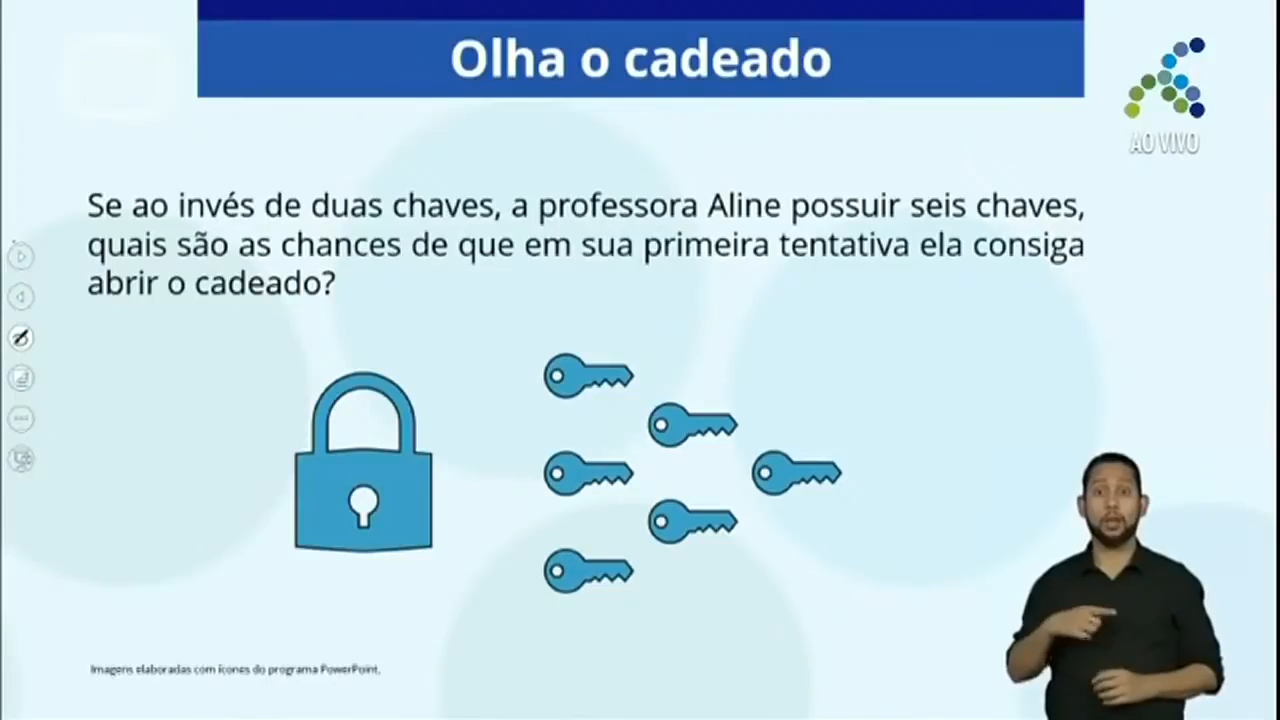 Olha o cadeado
AO VIVO
Se ao invés de duas chaves, a professora Aline possuir seis chaves,
quais são as chances de que em sua primeira tentativa ela consiga
abrir o cadeado?
Imagens elaboradas com ícones do programa PowerPoint.